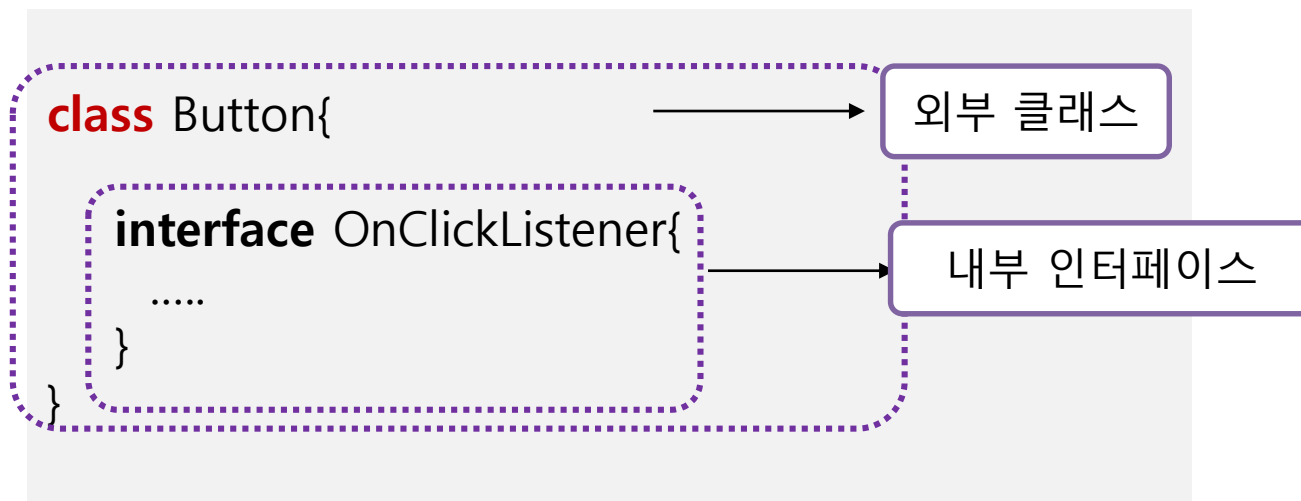 class Button{
외부 클래스
interface OnClickListener{
내부 인터페이스
.....
}
}